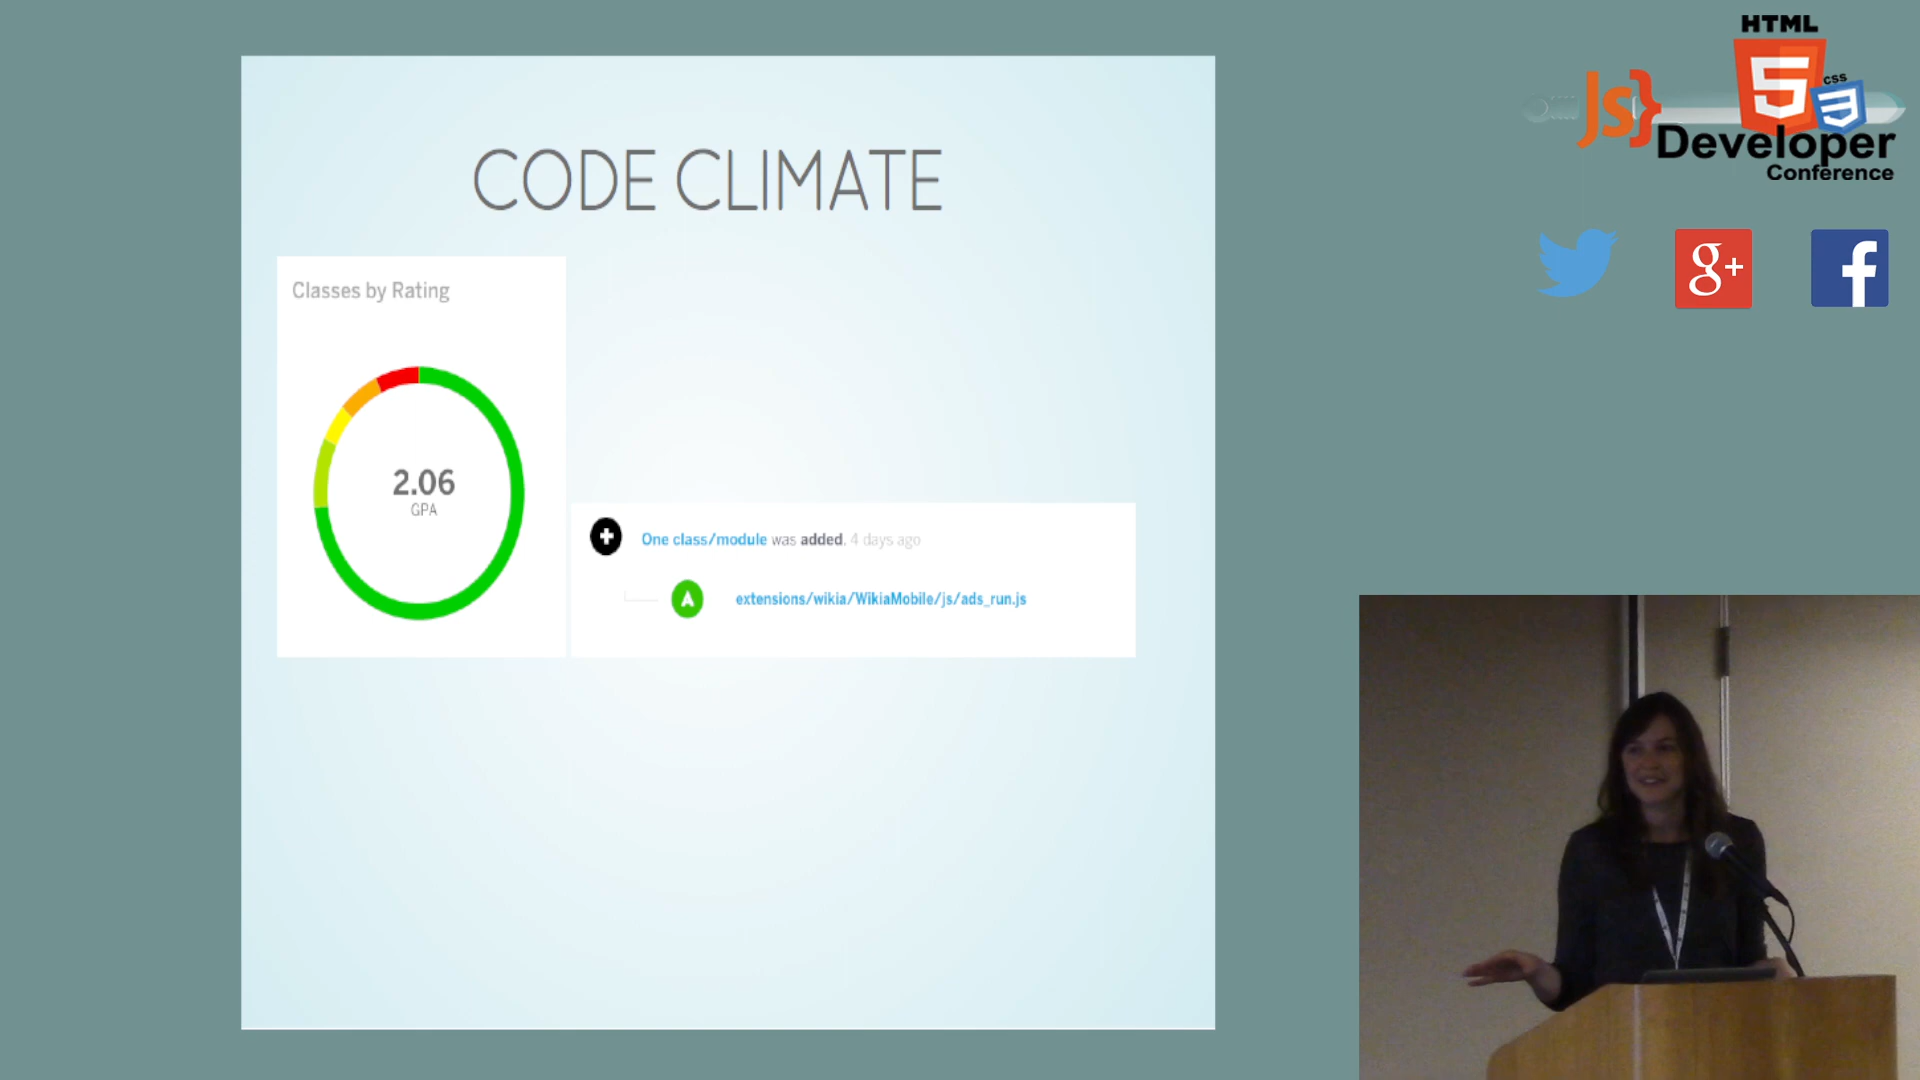 CODE CLIMATE
Classes by Rating
2.06
GPA
One class/module was added. 4 days ago
A
extensions/wikia/WikiaMobile/js/ads_run.js
HTML
5
css
3
Js}
Developer
Conference
g+
f